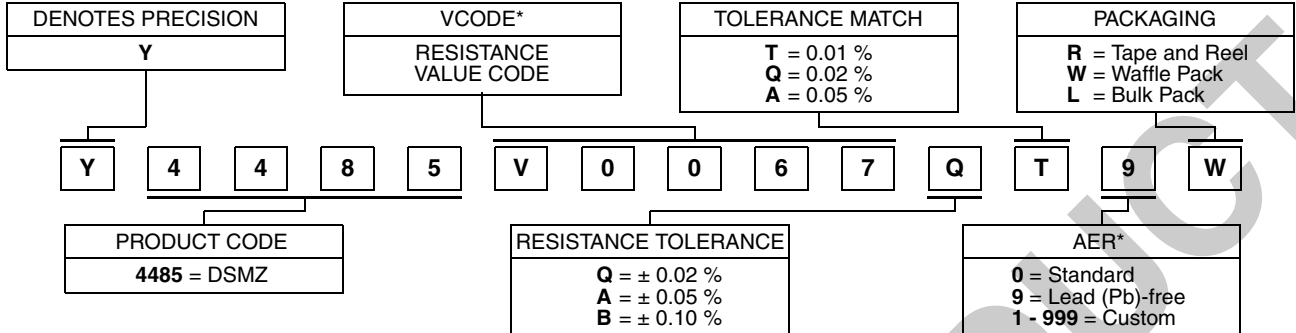 DENOTES PRECISION
Y
VCODE*
RESISTANCE
VALUE CODE
TOLERANCE MATCH
T = 0.01 %
Q = 0.02 %
A = 0.05 %
PACKAGING
R = Tape and Reel
W = Waffle Pack
L = Bulk Pack
Y 4 4 8 5 V 0 0 6 7 Q T 9 W
PRODUCT CODE
4485 = DSMZ
RESISTANCE TOLERANCE
Q = ± 0.02 %
A = ± 0.05 %
B = ± 0.10 %
AER*
0 = Standard
9 = Lead (Pb)-free
1 - 999 = Custom